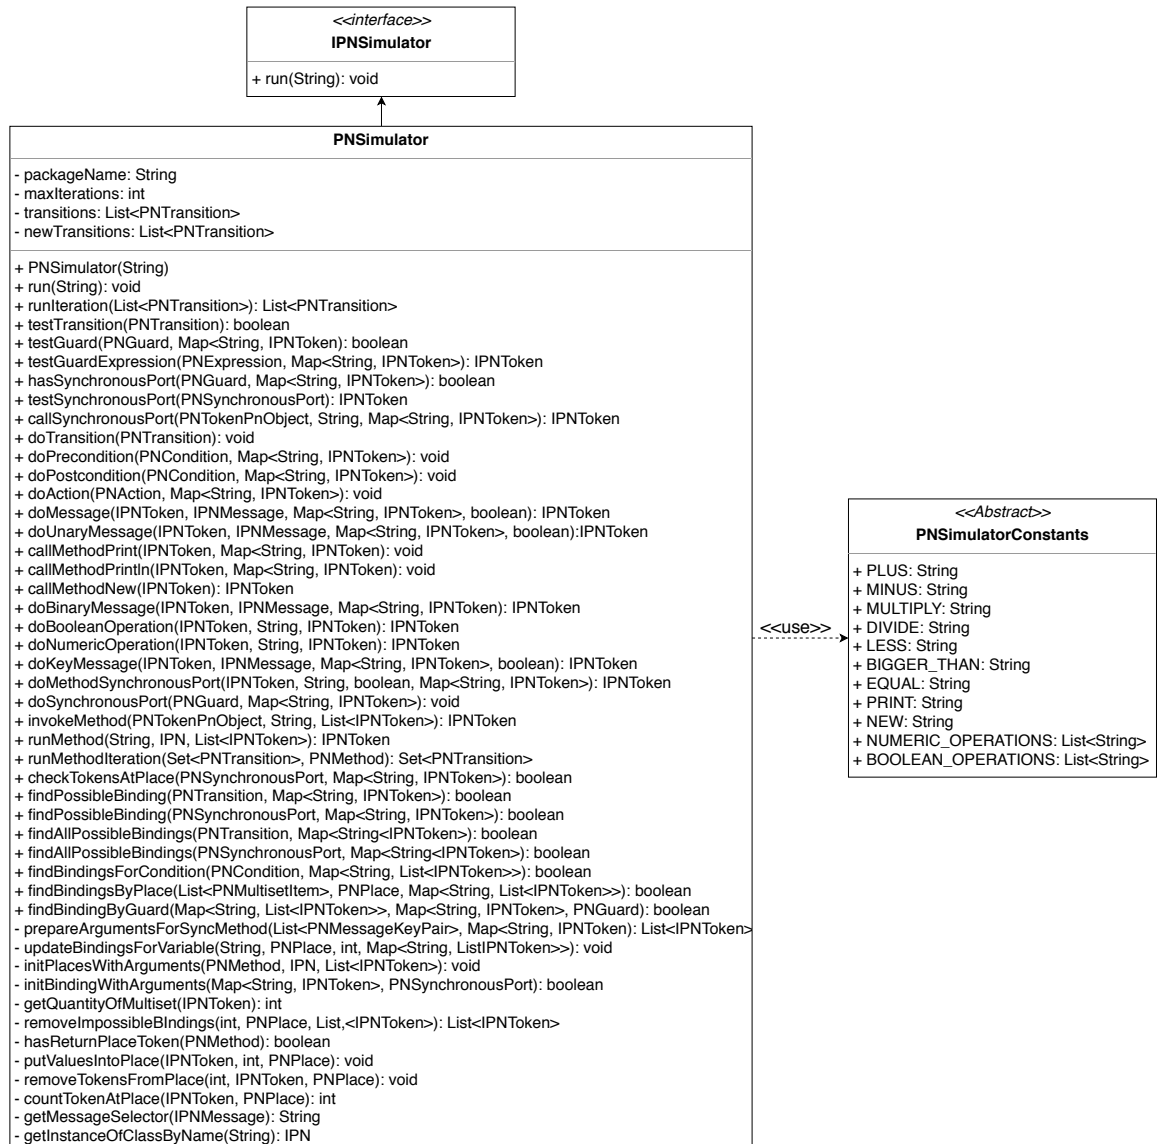 <<interface>>
IPNSimulator
+ run(String): void
PNSimulator
- packageName: String
- maxIterations: int
- transitions: List<PNTransition>
- newTransitions: List<PNTransition>
+ PNSimulator(String)
+ run(String): void
+ runIteration(List<PNTransition>): List<PNTransition>
+ testTransition(PNTransition): boolean
+ testGuard(PNGuard, Map<String, IPNToken): boolean
+ testGuardExpression(PNExpression, Map<String, IPNToken>): IPNToken
+ hasSynchronousPort(PNGuard, Map<String, IPNToken>): boolean
+ testSynchronousPort(PNSynchronousPort): IPNToken
+ callSynchronousPort(PNTokenPnObject, String, Map<String, IPNToken>): IPNToken
+ doTransition(PNTransition): void
+ doPrecondition(PNCondition, Map<String, IPNToken>): void
+ doPostcondition(PNCondition, Map<String, IPNToken>): void
+ doAction(PNAction, Map<String, IPNToken>): void
+ doMessage(IPNToken, IPNMessage, Map<String, IPNToken>, boolean): IPNToken
+ doUnaryMessage(IPNToken, IPNMessage, Map<String, IPNToken>, boolean):IPNToken
+ callMethodPrint(IPNToken, Map<String, IPNToken): void
+ callMethodPrintln(IPNToken, Map<String, IPNToken): void
+ callMethodNew(IPNToken): IPNToken
+ doBinaryMessage(IPNToken, IPNMessage, Map<String, IPNToken): IPNToken
+ doBooleanOperation(IPNToken, String, IPNToken): IPNToken
+ doNumericOperation(IPNToken, String, IPNToken): IPNToken
+ doKeyMessage(IPNToken, IPNMessage, Map<String, IPNToken>, boolean): IPNToken
+ doMethodSynchronousPort(IPNToken, String, boolean, Map<String, IPNToken>): IPNToken
+ doSynchronousPort(PNGuard, Map<String, IPNToken>): void
+ invokeMethod(PNTokenPnObject, String, List<IPNToken>): IPNToken
+ runMethod(String, IPN, List<IPNToken>): IPNToken
+ runMethodIteration(Set<PNTransition>, PNMethod): Set<PNTransition>
+ checkTokensAtPlace(PNSynchronousPort, Map<String, IPNToken>): boolean
+ findPossibleBinding(PNTransition, Map<String, IPNToken>): boolean
+ findPossibleBinding(PNSynchronousPort, Map<String, IPNToken>): boolean
+ findAllPossibleBindings(PNTransition, Map<String<IPNToken>): boolean
+ findAllPossibleBindings(PNSynchronousPort, Map<String<IPNToken>): boolean
+ findBindingsForCondition(PNCondition, Map<String, List<IPNToken>>): boolean
+ findBindingsByPlace(List<PNMultisetItem>, PNPlace, Map<String, List<IPNToken>>): boolean
+ findBindingByGuard(Map<String, List<IPNToken>>, Map<String, IPNToken>, PNGuard): boolean
- prepareArgumentsForSyncMethod(List<PNMessageKeyPair>, Map<String, IPNToken): List<IPNToken>
- updateBindingsForVariable(String, PNPlace, int, Map<String, ListIPNToken>>): void
- initPlacesWithArguments(PNMethod, IPN, List<IPNToken>): void
- initBindingWithArguments(Map<String, IPNToken>, PNSynchronousPort): boolean
- getQuantityOfMultiset(IPNToken): int
- removeImpossibleBIndings(int, PNPlace, List,<IPNToken>): List<IPNToken>
- hasReturnPlaceToken(PNMethod): boolean
- putValuesIntoPlace(IPNToken, int, PNPlace): void
- removeTokensFromPlace(int, IPNToken, PNPlace): void
- countTokenAtPlace(IPNToken, PNPlace): int
- getMessageSelector(IPNMessage): String
- getInstanceOfClassByName(String): IPN
<<use>>
<<Abstract>>
PNSimulatorConstants
+ PLUS: String
+ MINUS: String
+ MULTIPLY: String
+ DIVIDE: String
+ LESS: String
+ BIGGER_THAN: String
+ EQUAL: String
+ PRINT: String
+ NEW: String
+ NUMERIC_OPERATIONS: List<String>
+ BOOLEAN_OPERATIONS: List<String>